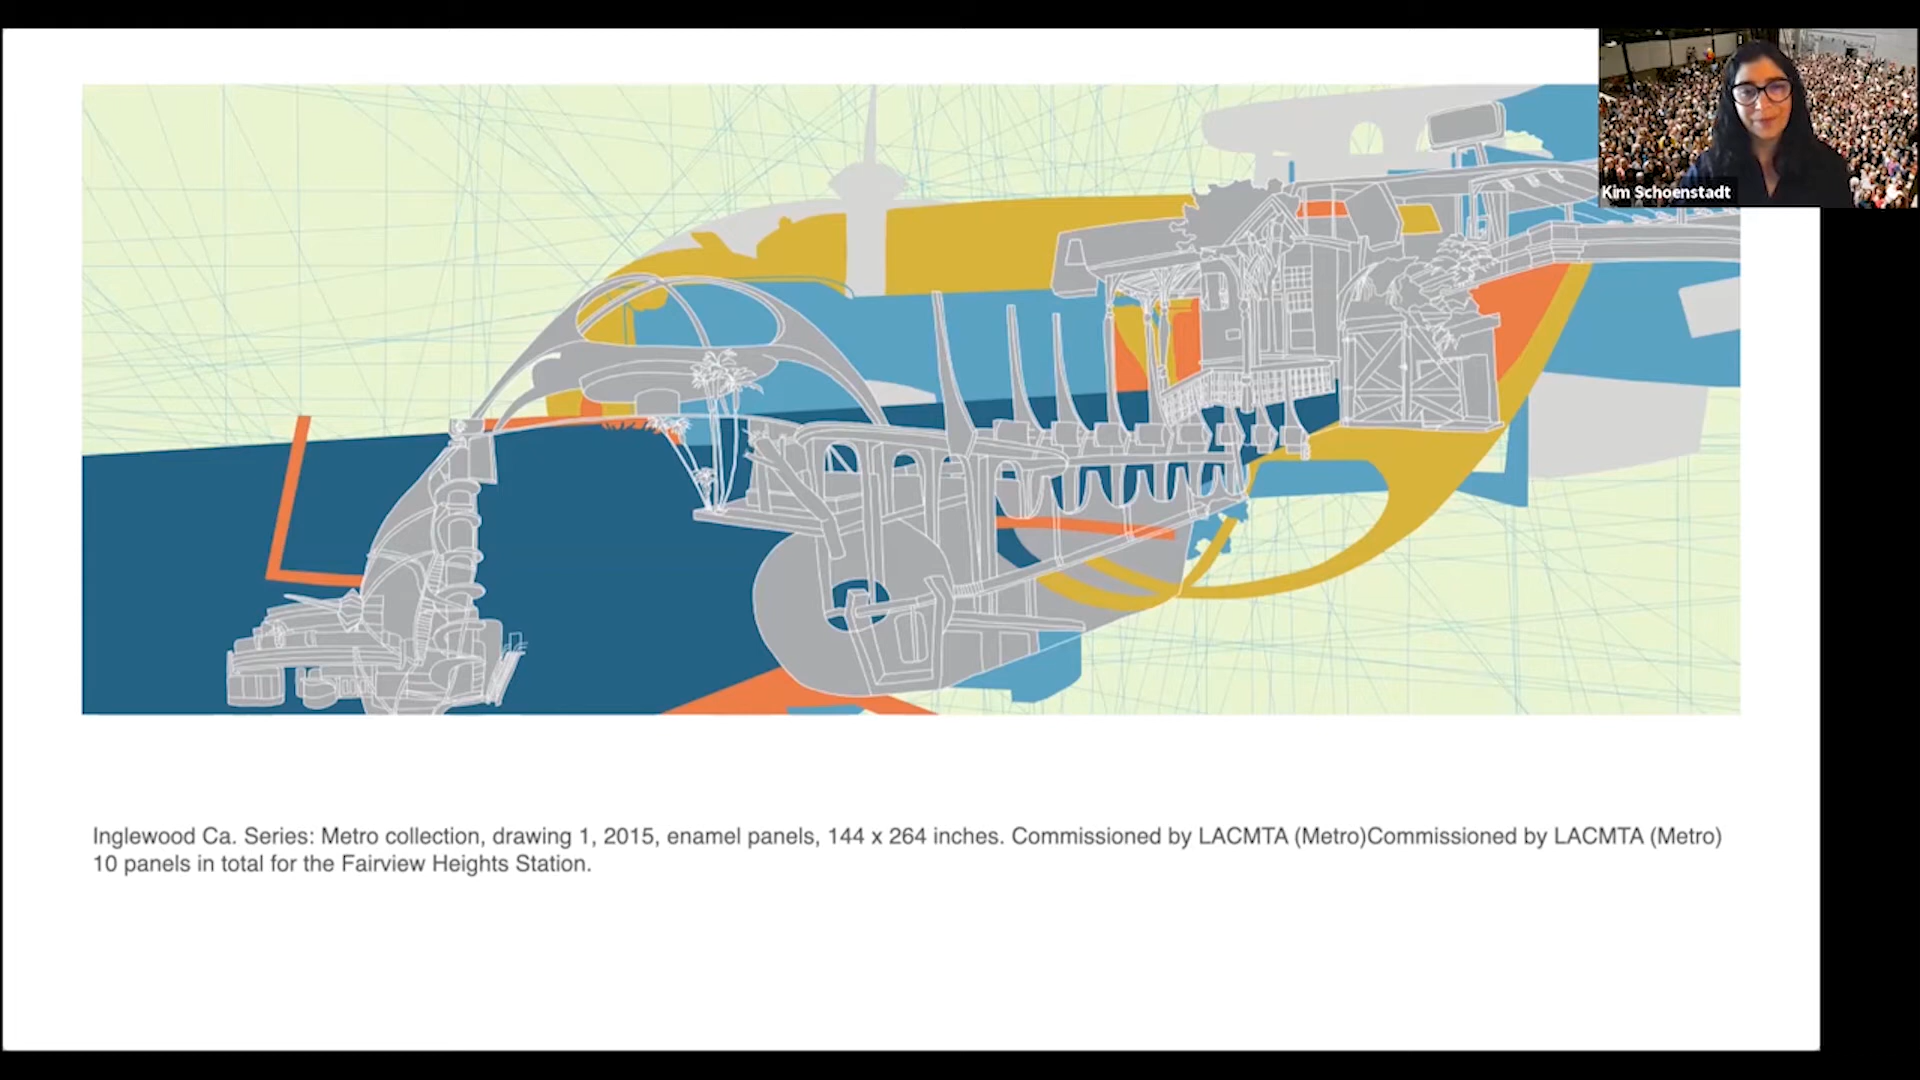 Kim Schoenstadt
Inglewood Ca. Series: Metro collection, drawing 1, 2015, enamel panels, 144 x 264 inches. Commissioned by LACMTA (Metro)Commissioned by LACMTA (Metro)
10 panels in total for the Fairview Heights Station.